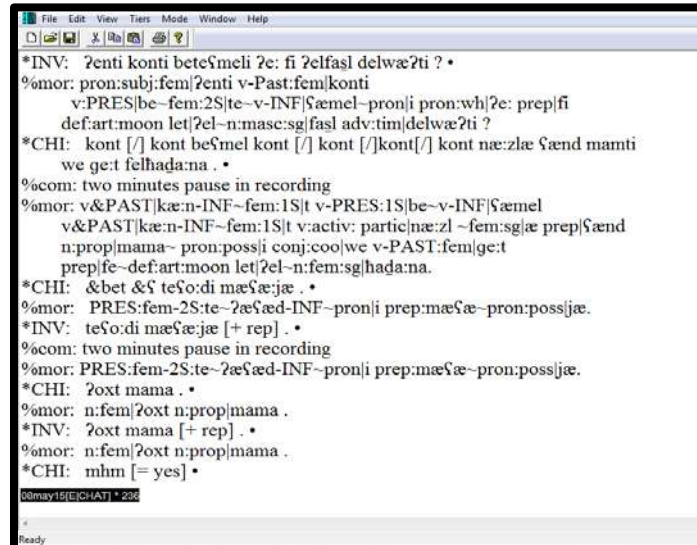 File Edit View Tiers Mode Window Help
*INV: ʔenti konti beteʕmeli ʔe: fi ʔelfasl delwæʔti ? •
%mor: pron:subj:fem|ʔenti v-Past:fem|konti
v:PRES|be~fem:2S|te~v-INF|ʕæmel~pron|i pron:wh|ʔe: prep|fi
def:art:moon let|ʔel~n:masc:sg|fasl adv:tim|delwæʔti ?
*CHI: kont [/] kont beʕmel kont [/] kont [/]kont[/] kont næ:zlæ ʕænd mamti
we ge:t felħaḍa:na . •
%com: two minutes pause in recording
%mor: v&PAST|kæ:n-INF~fem:1S|t v-PRES:1S|be~v-INF|ʕæmel
v&PAST|kæ:n-INF~fem:1S|t v:activ: partic|næ:zl ~fem:sg|æ prep|ʕænd
n:prop|mama~ pron:poss|i conj:coo|we v-PAST:fem|ge:t
prep|fe~def:art:moon let|ʔel~n:fem:sg|ħaḍa:na.
*CHI: &bet &ʕ teʕo:di mæʕæ:jæ . •
%mor: PRES:fem-2S:te~ʔæʕæd-INF~pron|i prep:mæʕæ~pron:poss|jæ.
*INV: teʕo:di mæʕæ:jæ [+ rep] . •
%com: two minutes pause in recording
%mor: PRES:fem-2S:te~ʔæʕæd-INF~pron|i prep:mæʕæ~pron:poss|jæ.
*CHI: ʔoxt mama . •
%mor: n:fem|ʔoxt n:prop|mama .
*INV: ʔoxt mama [+ rep] . •
%mor: n:fem|ʔoxt n:prop|mama .
*CHI: mhm [= yes] •
08may15[E|CHAT] * 236
Ready